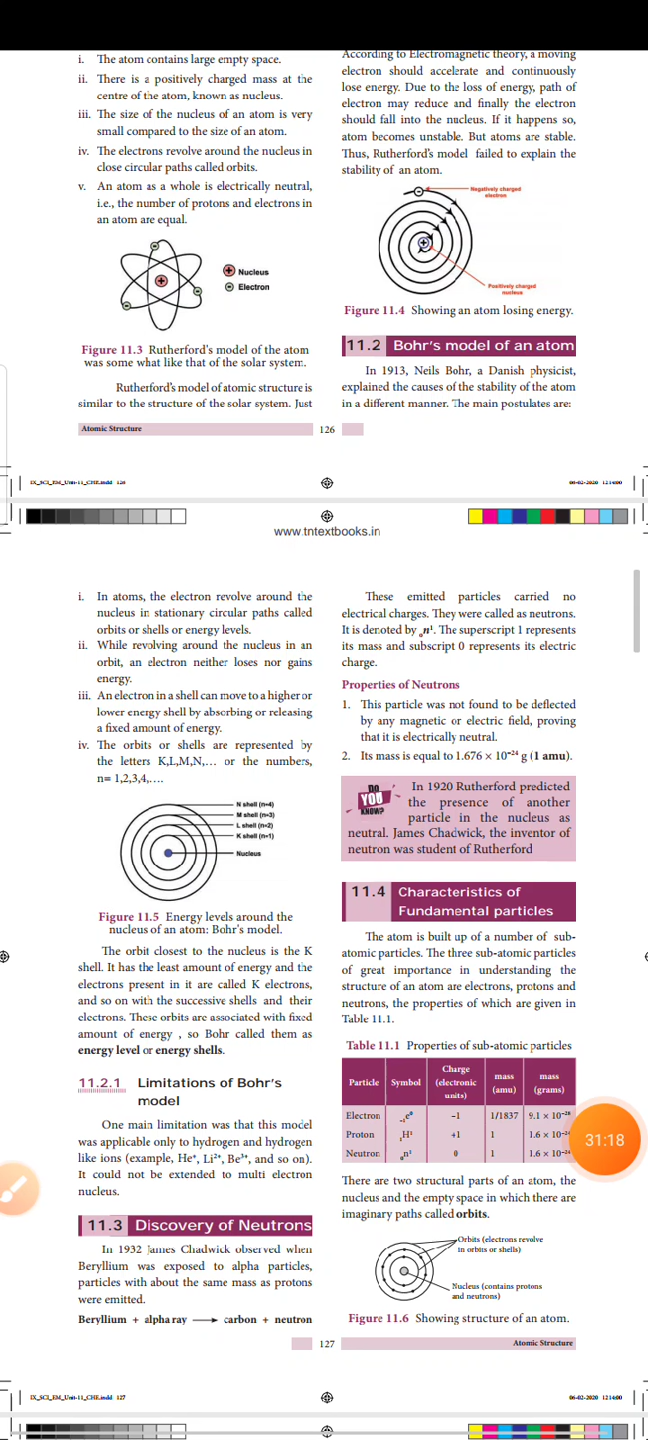 i. The atom contains large empty space.
ii. There is a positively charged mass at the
centre of the atom, known as nucleus.
iii. The size of the nucleus of an atom is very
small compared to the size of an atom.
iv. The electrons revolve around the nucleus in
close circular paths called orbits.
v. An atom as a whole is electrically neutral,
i.e., the number of protons and electrons in
an atom are equal.
Nucleus
Electron
Figure 11.3 Rutherford's model of the atom
was some what like that of the solar system.
Rutherford's model of atomic structure is
similar to the structure of the solar system. Just
According to Electromagnetic theory, a moving
electron should accelerate and continuously
lose energy. Due to the loss of energy, path of
electron may reduce and finally the electron
should fall into the nucleus. If it happens so,
atom becomes unstable. But atoms are stable.
Thus, Rutherford's model failed to explain the
stability of an atom.
Negatively charged
electron
Positively charged
nucleus
Figure 11.4 Showing an atom losing energy.
11.2 Bohr's model of an atom
In 1913, Neils Bohr, a Danish physicist,
explained the causes of the stability of the atom
in a different manner. The main postulates are:
Atomic Structure
126
IX_SCI_EM_Unit-11_CHE.indd 126
06-02-2020 12:14:00
www.tntextbooks.in
i. In atoms, the electron revolve around the
nucleus in stationary circular paths called
orbits or shells or energy levels.
ii. While revolving around the nucleus in an
orbit, an electron neither loses nor gains
energy.
iii. An electron in a shell can move to a higher or
lower energy shell by absorbing or releasing
a fixed amount of energy.
iv. The orbits or shells are represented by
the letters K,L,M,N,… or the numbers,
n= 1,2,3,4,….
N shell (n=4)
M shell (n=3)
L shell (n=2)
K shell (n=1)
Nucleus
Figure 11.5 Energy levels around the
nucleus of an atom: Bohr's model.
The orbit closest to the nucleus is the K
shell. It has the least amount of energy and the
electrons present in it are called K electrons,
and so on with the successive shells and their
electrons. These orbits are associated with fixed
amount of energy , so Bohr called them as
energy level or energy shells.
11.2.1 Limitations of Bohr's
model
One main limitation was that this model
was applicable only to hydrogen and hydrogen
like ions (example, He⁺, Li²⁺, Be³⁺, and so on).
It could not be extended to multi electron
nucleus.
11.3 Discovery of Neutrons
In 1932 James Chadwick observed when
Beryllium was exposed to alpha particles,
particles with about the same mass as protons
were emitted.
Beryllium + alpha ray ⟶ carbon + neutron
These emitted particles carried no
electrical charges. They were called as neutrons.
It is denoted by ₀n¹. The superscript 1 represents
its mass and subscript 0 represents its electric
charge.
Properties of Neutrons
1. This particle was not found to be deflected
by any magnetic or electric field, proving
that it is electrically neutral.
2. Its mass is equal to 1.676 × 10⁻²⁴ g (1 amu).
DO
YOU
KNOW?
In 1920 Rutherford predicted
the presence of another
particle in the nucleus as
neutral. James Chadwick, the inventor of
neutron was student of Rutherford
11.4 Characteristics of
Fundamental particles
The atom is built up of a number of sub-
atomic particles. The three sub-atomic particles
of great importance in understanding the
structure of an atom are electrons, protons and
neutrons, the properties of which are given in
Table 11.1.
Table 11.1 Properties of sub-atomic particles
Particle Symbol Charge (electronic units) mass (amu) mass (grams)
Electron ₋₁e⁰ –1 1/1837 9.1 × 10⁻²⁸
Proton ₁H¹ +1 1 1.6 × 10⁻²⁴
Neutron ₀n¹ 0 1 1.6 × 10⁻²⁴
31:18
There are two structural parts of an atom, the
nucleus and the empty space in which there are
imaginary paths called orbits.
Orbits (electrons revolve
in orbits or shells)
Nucleus (contains protons
and neutrons)
Figure 11.6 Showing structure of an atom.
127
Atomic Structure
IX_SCI_EM_Unit-11_CHE.indd 127
06-02-2020 12:14:00